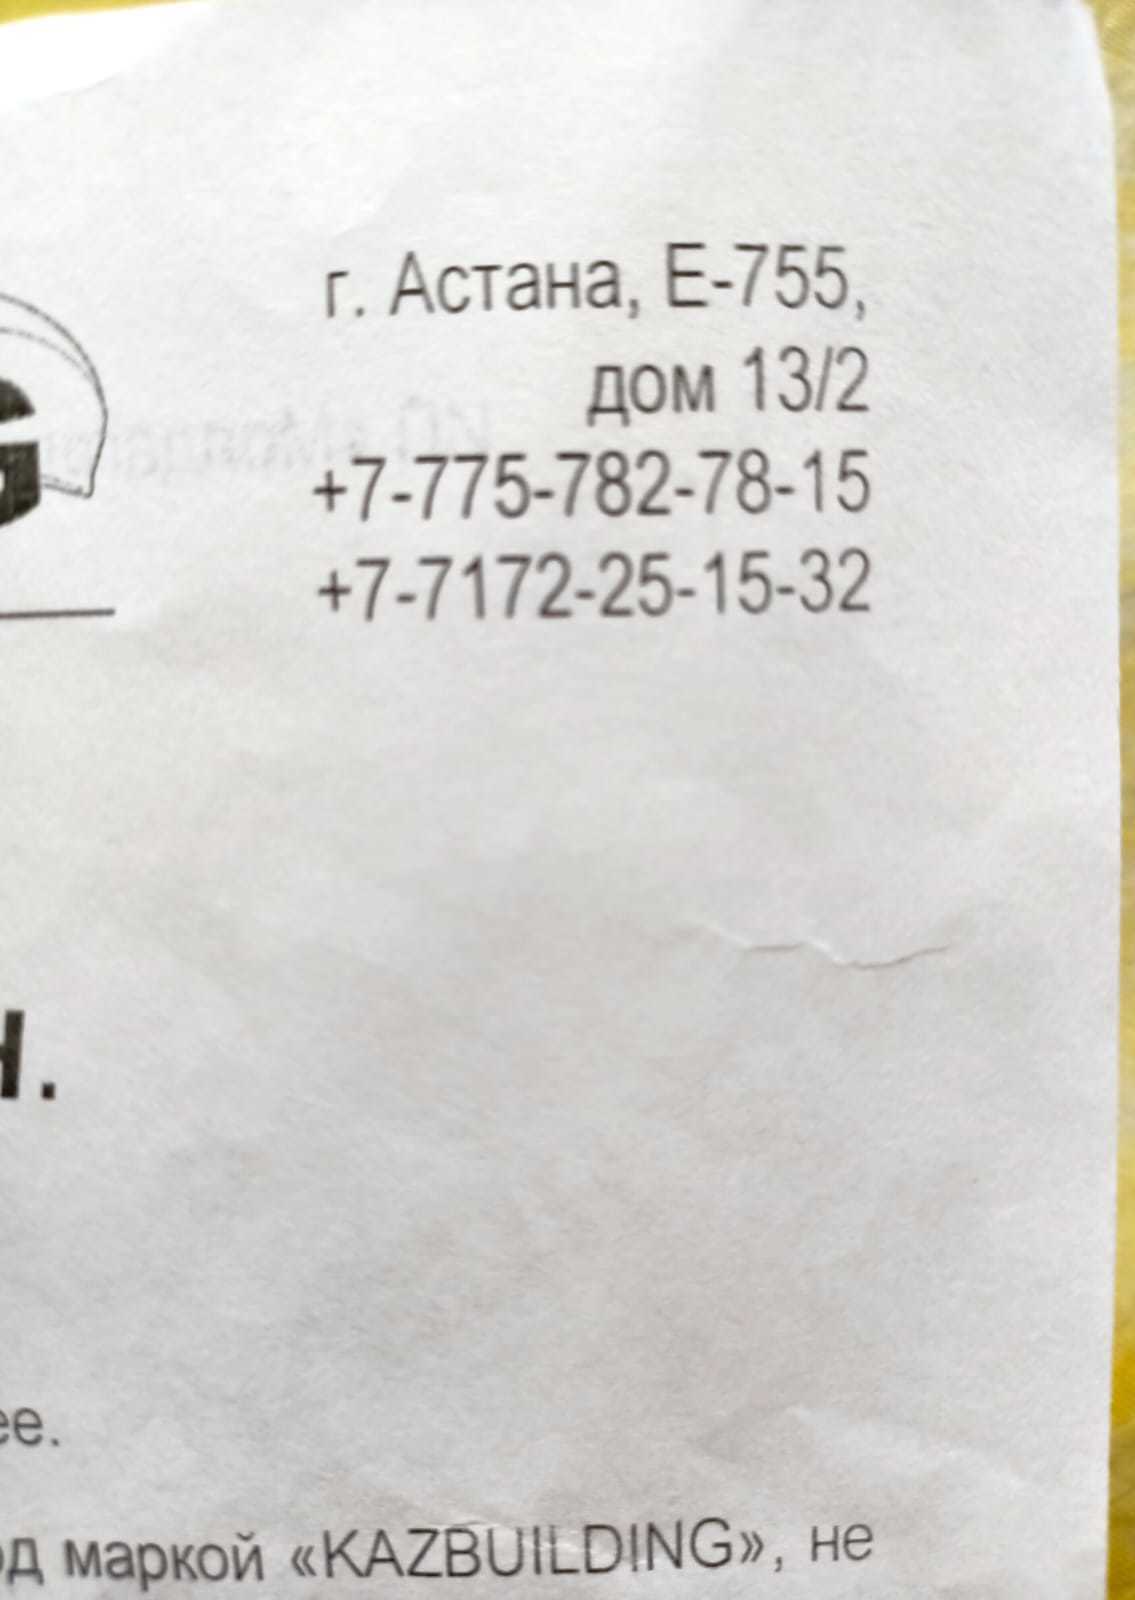 г. Астана, Е-755,
дом 13/2
G
+7-775-782-78-15
+7-7172-25-15-32
н.
ее.
од маркой «KAZBUILDING», не